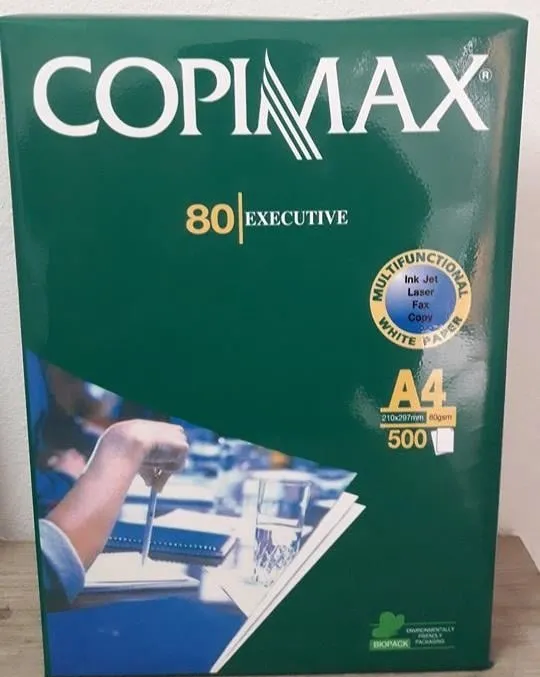 COPIMAX®
80 EXECUTIVE
MULTIFUNCTIONAL
Ink Jet
Laser
Fax
Copy
WHITE PAPER
A4
210x297mm 80gsm
500
BIOPACK
ENVIRONMENTALLY
FRIENDLY
PACKAGING